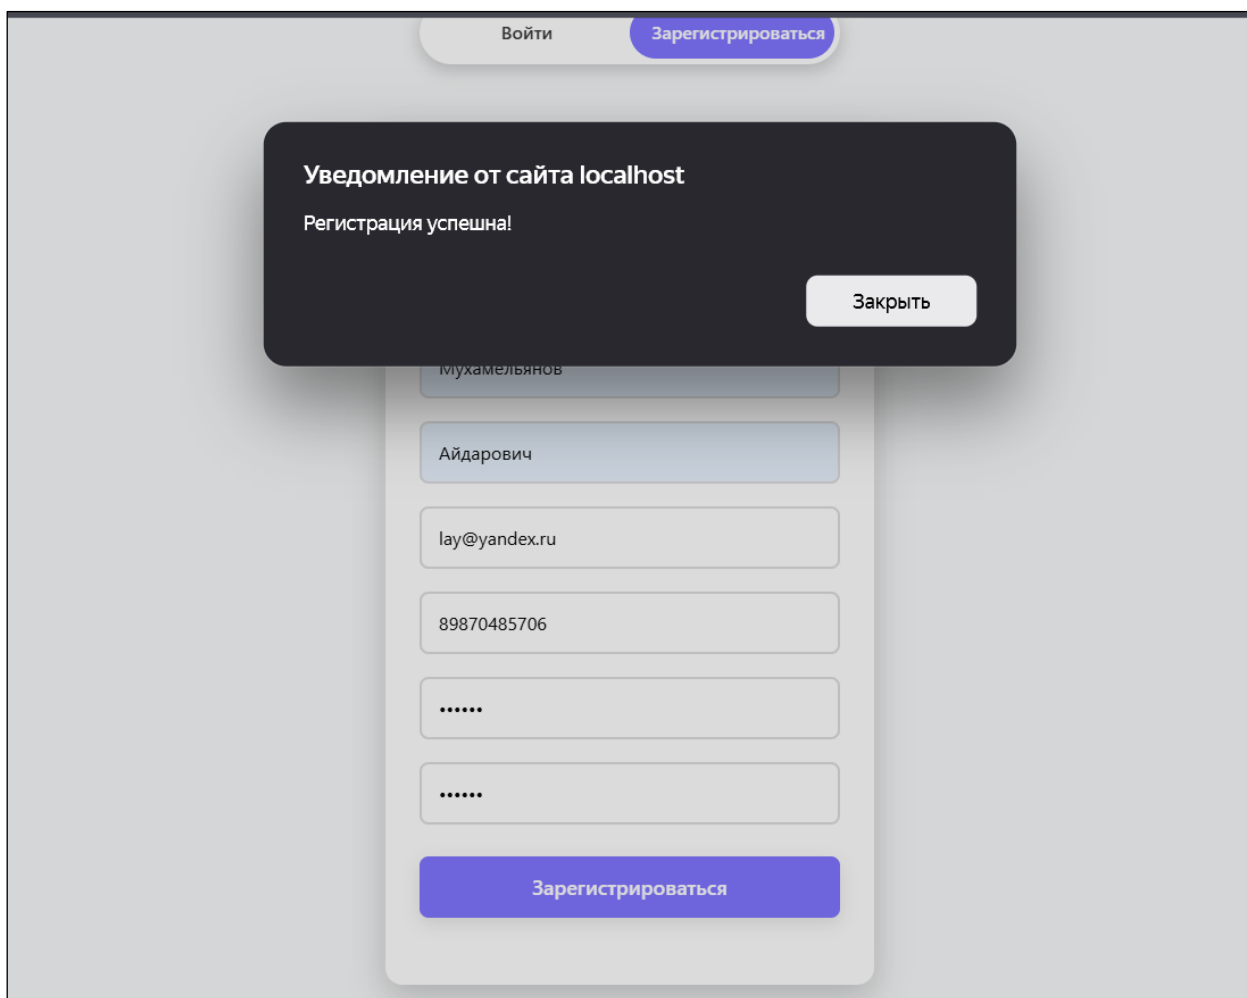 Войти
Зарегистрироваться
Уведомление от сайта localhost
Регистрация успешна!
Закрыть
Мухамельянов
Айдарович
lay@yandex.ru
89870485706
••••••
••••••
Зарегистрироваться